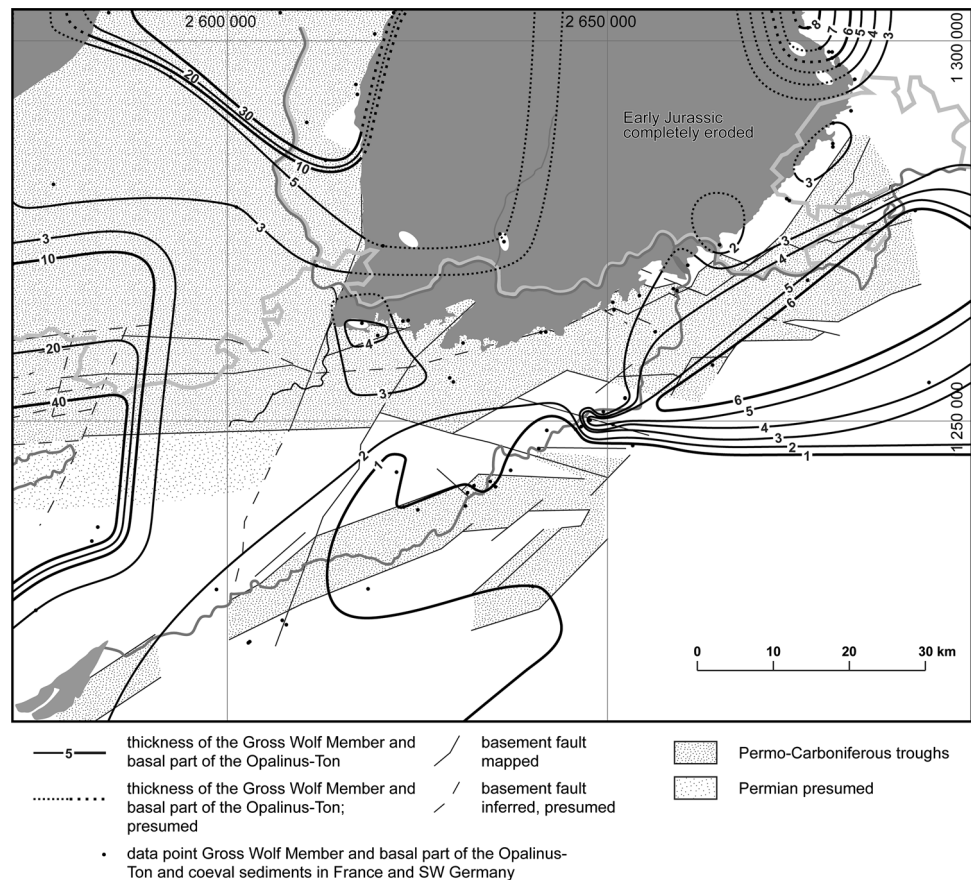 2 600 000
2 650 000
1 300 000
1 250 000
8
7
6
5
4
3
20
30
10
5
3
Early Jurassic
completely eroded
3
2
3
4
5
6
3
10
20
40
4
3
6
5
4
3
2
1
2
1
0 10 20 30 km
5
thickness of the Gross Wolf Member and
basal part of the Opalinus-Ton
thickness of the Gross Wolf Member and
basal part of the Opalinus-Ton;
presumed
data point Gross Wolf Member and basal part of the Opalinus-
Ton and coeval sediments in France and SW Germany
basement fault
mapped
basement fault
inferred, presumed
Permo-Carboniferous troughs
Permian presumed